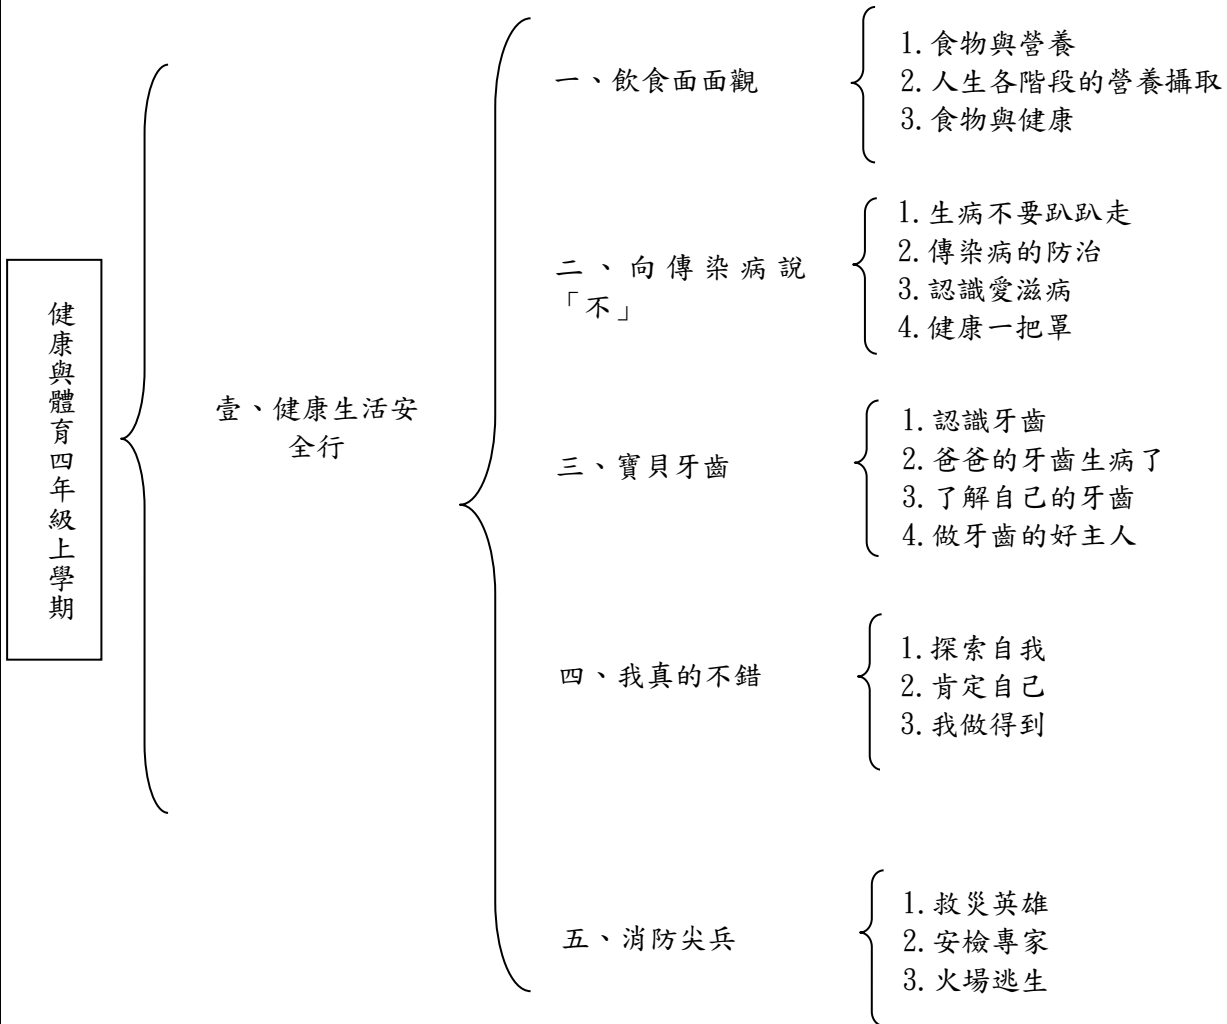 健康與體育四年級上學期
壹、健康生活安
全行
一、飲食面面觀
1.食物與營養
2.人生各階段的營養攝取
3.食物與健康
二、向傳染病說
「不」
1.生病不要趴趴走
2.傳染病的防治
3.認識愛滋病
4.健康一把罩
三、寶貝牙齒
1.認識牙齒
2.爸爸的牙齒生病了
3.了解自己的牙齒
4.做牙齒的好主人
四、我真的不錯
1.探索自我
2.肯定自己
3.我做得到
五、消防尖兵
1.救災英雄
2.安檢專家
3.火場逃生